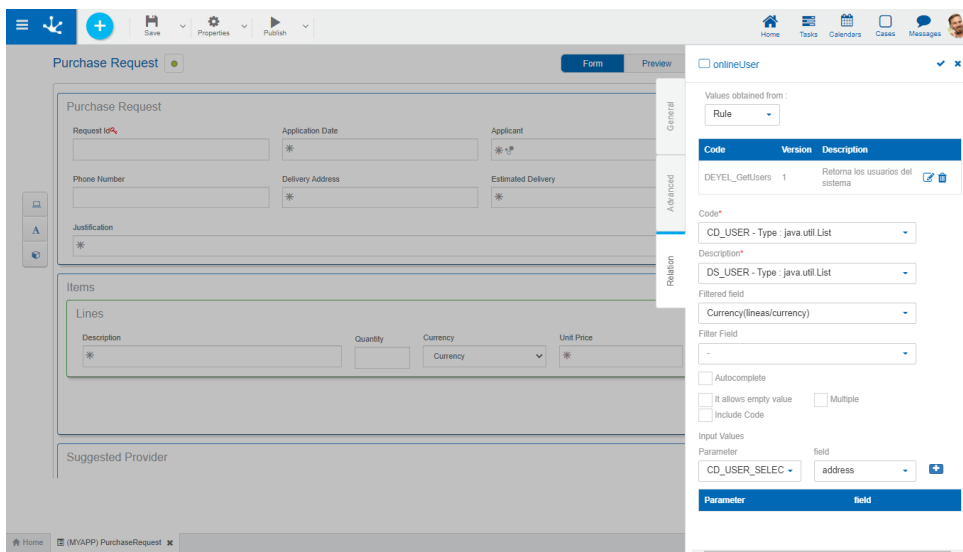 Save
Properties
Publish
Home
Tasks
Calendars
Cases
Messages
Purchase Request
Form
Preview
Purchase Request
Request Id
Application Date
Applicant
Phone Number
Delivery Address
Estimated Delivery
Justification
Items
Lines
Description
Quantity
Currency
Unit Price
Currency
Suggested Provider
General
Advanced
Relation
onlineUser
Values obtained from :
Rule
Code Version Description
DEYEL_GetUsers 1 Retorna los usuarios del
sistema
Code*
CD_USER - Type : java.util.List
Description*
DS_USER - Type : java.util.List
Filtered field
Currency(lineas/currency)
Filter Field
-
Autocomplete
It allows empty value Multiple
Include Code
Input Values
Parameter field
CD_USER_SELEC address
Parameter field
Home (MYAPP) PurchaseRequest